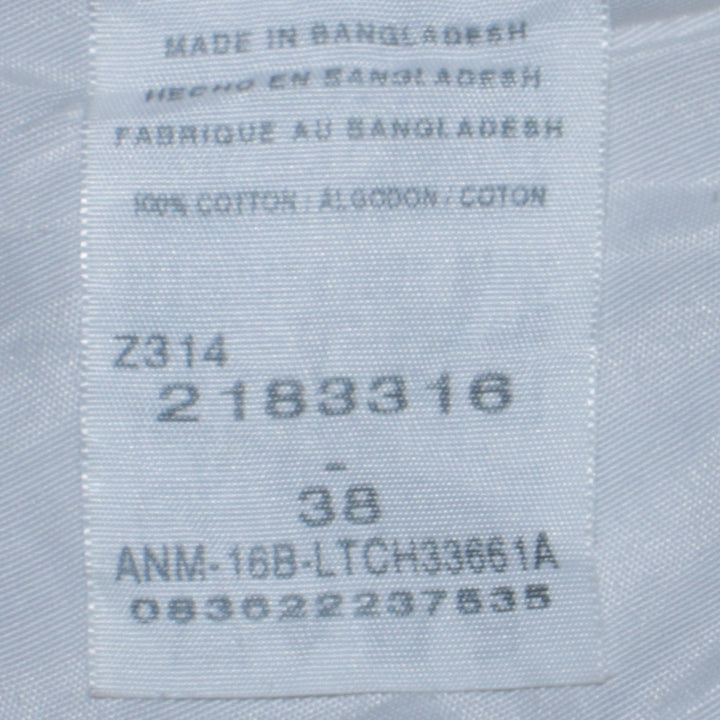 MADE IN BANGLADESH
HECHO EN BANGLADESH
FABRIQUE AU BANGLADESH
100% COTTON / ALGODON / COTON
Z314
2183316
-
38
ANM-16B-LTCH33661A
083622237535